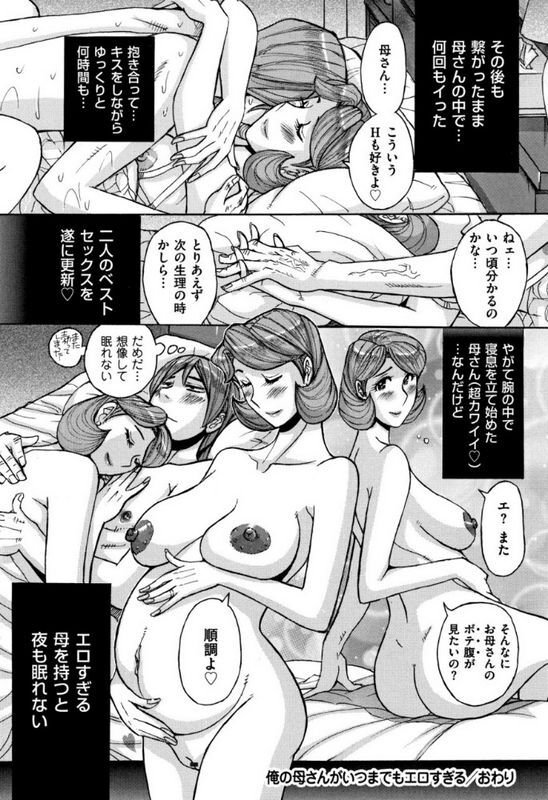 その後も
繋がったまま
母さんの中で…
何回もイった
母さん…
こういう
Hも好きよ♡
抱き合って…
キスをしながら
ゆっくりと
何時間も…
ねェ…
いつ頃分かるの
かな…
とりあえず
次の生理の時
かしら…
二人のベスト
セックスを
遂に更新♡
やがて腕の中で
寝息を立て始めた
母さん(超カワイイ♡)
…なんだけど
だめだ…
想像して
眠れない
エ? また
そんなに
お母さんの
ボテ腹が
見たいの?
順調よ♡
エロすぎる
母を持つと
夜も眠れない
俺の母さんがいつまでもエロすぎる/おわり